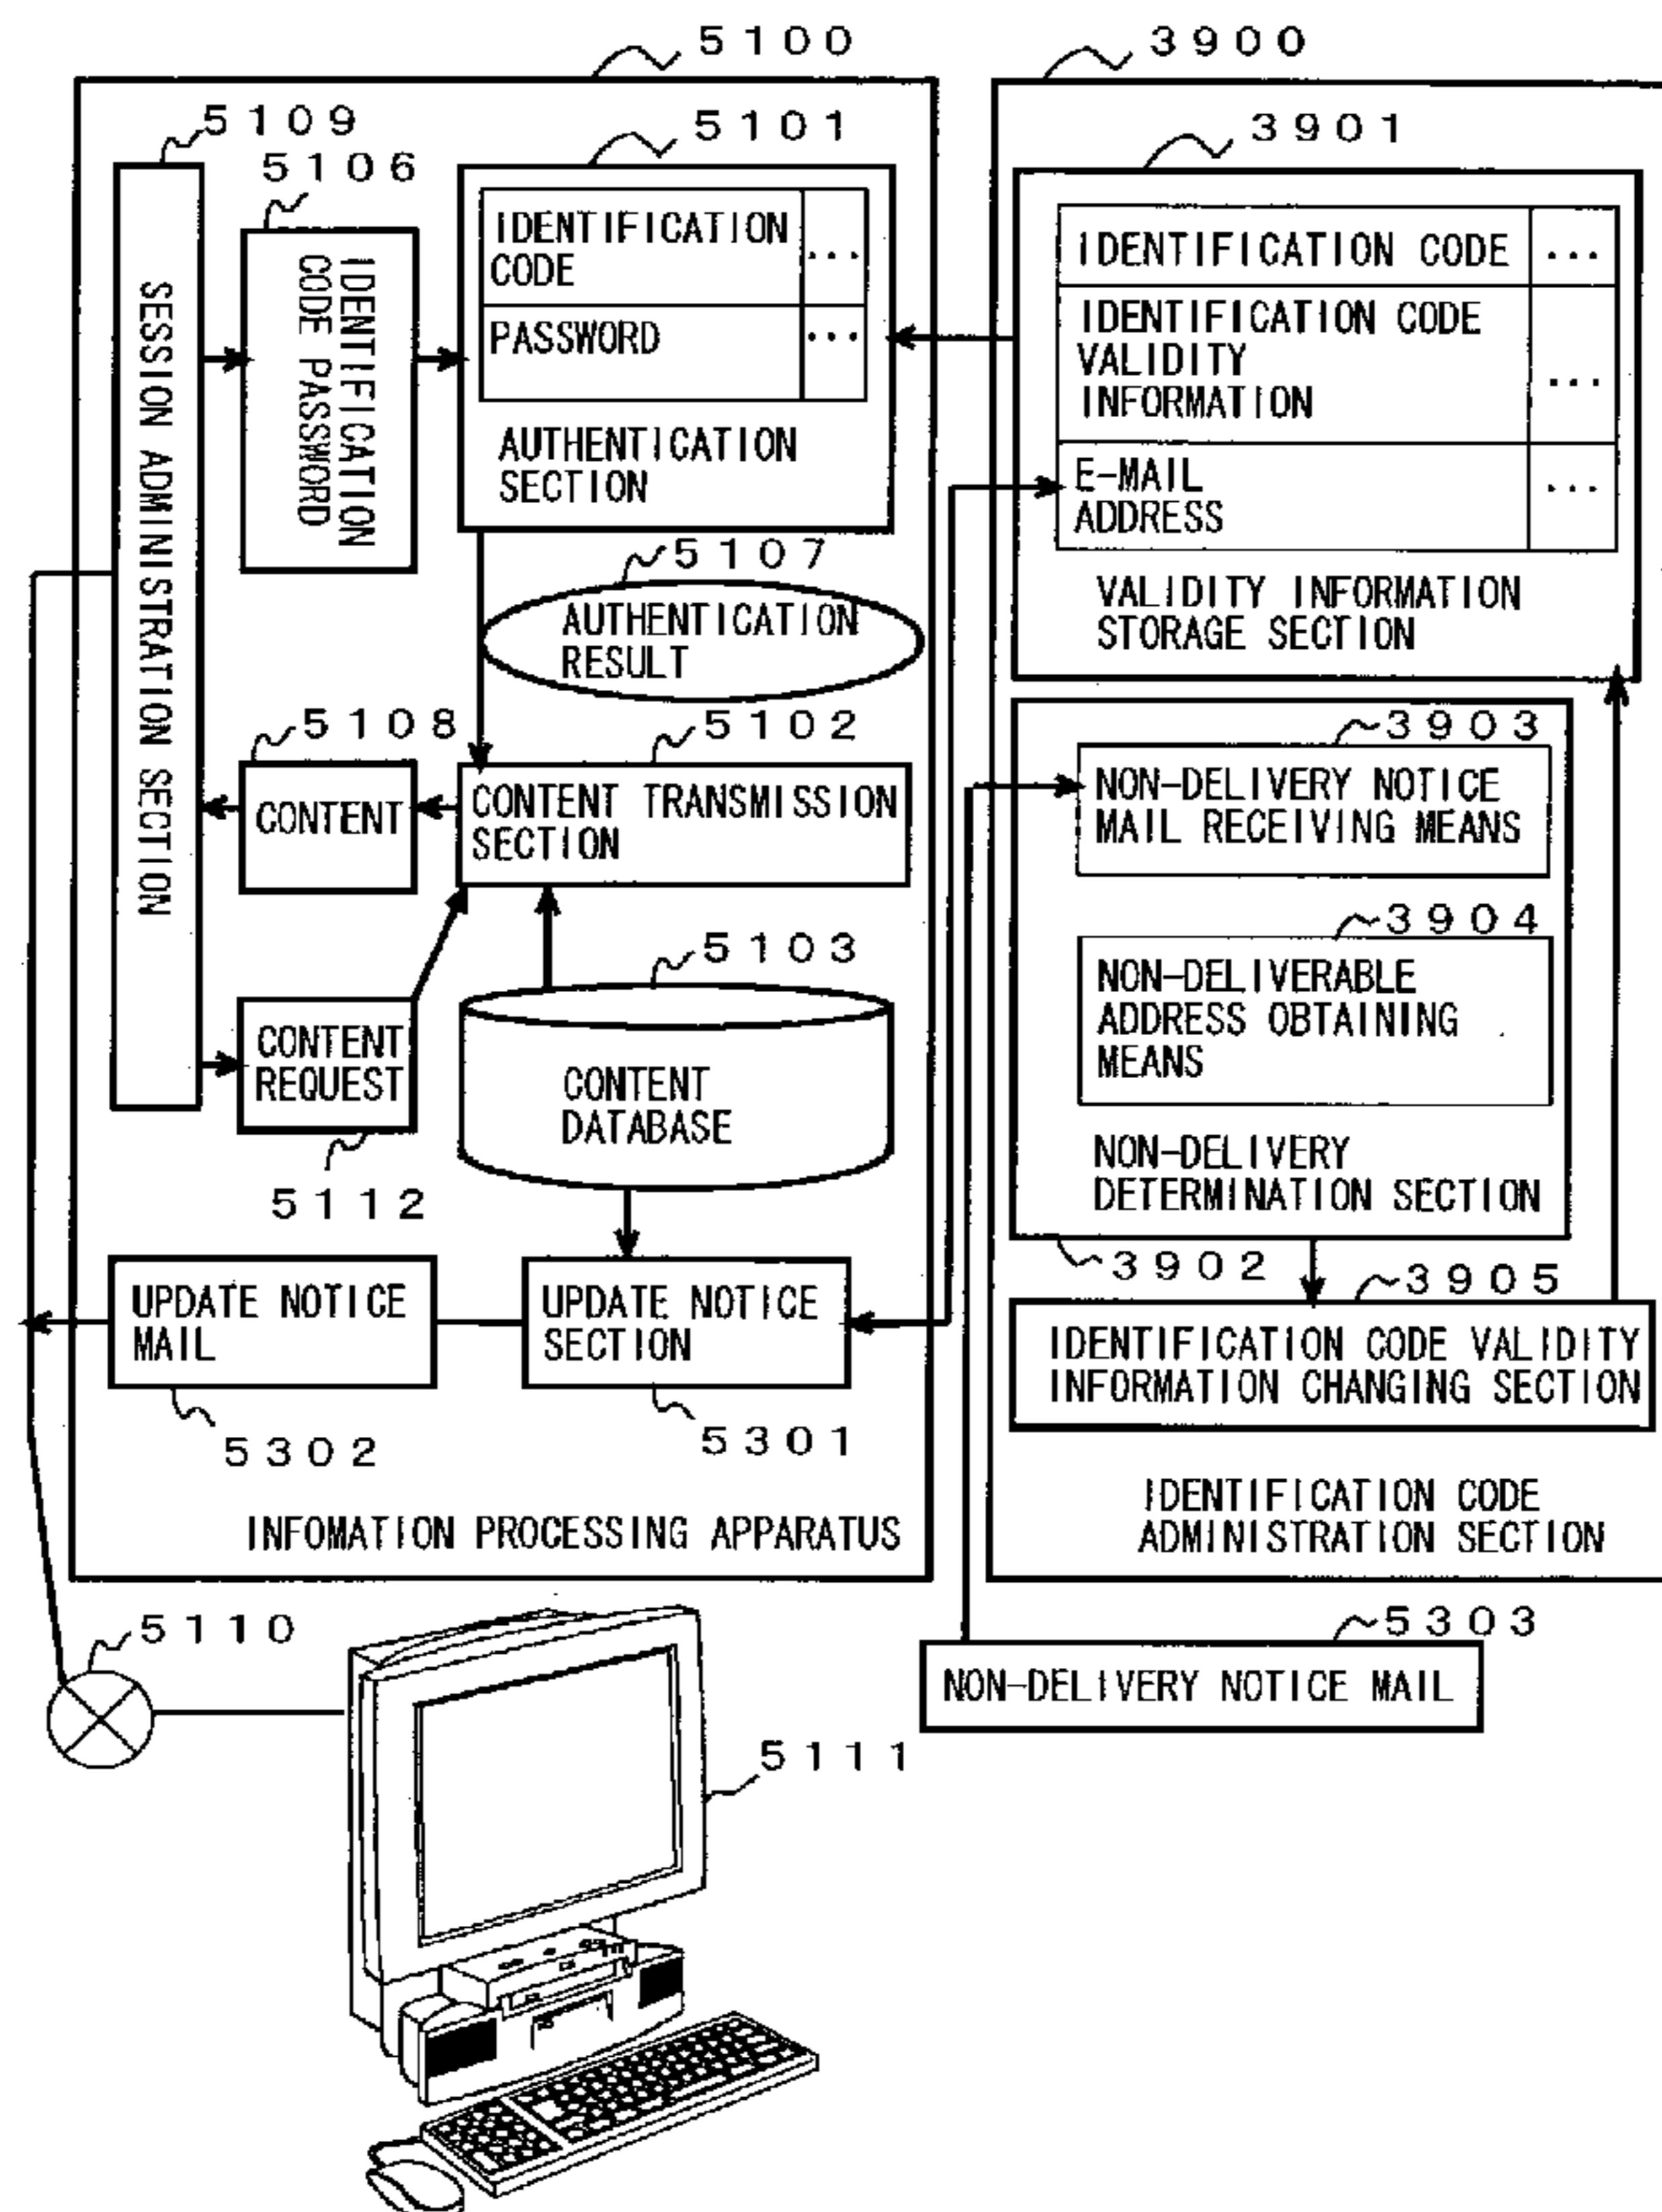 5100
3900
5109
5106
5101
3901
SESSION ADMINISTRATION SECTION
IDENTIFICATION
CODE PASSWORD
IDENTIFICATION
CODE
...
PASSWORD
...
AUTHENTICATION
SECTION
IDENTIFICATION CODE
...
IDENTIFICATION CODE
VALIDITY
INFORMATION
...
E-MAIL
ADDRESS
...
VALIDITY INFORMATION
STORAGE SECTION
5107
AUTHENTICATION
RESULT
5108
CONTENT
5102
CONTENT TRANSMISSION
SECTION
3903
NON-DELIVERY NOTICE
MAIL RECEIVING MEANS
3904
NON-DELIVERABLE
ADDRESS OBTAINING
MEANS
NON-DELIVERY
DETERMINATION SECTION
5103
CONTENT
DATABASE
CONTENT
REQUEST
5112
3902
3905
IDENTIFICATION CODE VALIDITY
INFORMATION CHANGING SECTION
UPDATE NOTICE
MAIL
UPDATE NOTICE
SECTION
5302
5301
INFOMATION PROCESSING APPARATUS
IDENTIFICATION CODE
ADMINISTRATION SECTION
5110
5303
NON-DELIVERY NOTICE MAIL
5111